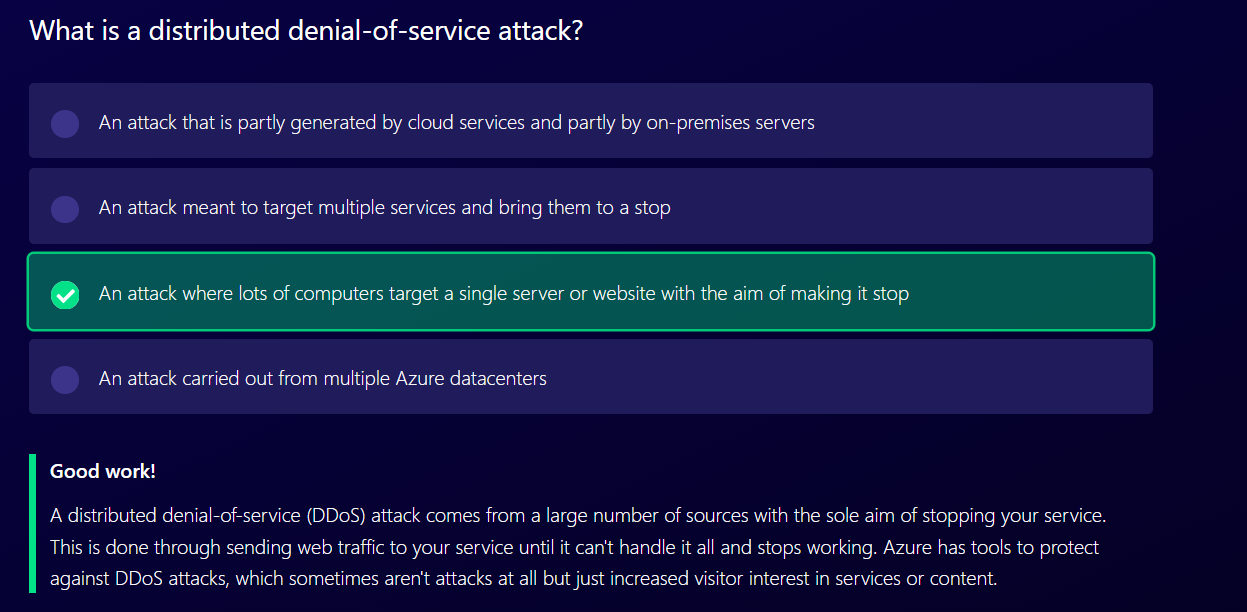 What is a distributed denial-of-service attack?
An attack that is partly generated by cloud services and partly by on-premises servers
An attack meant to target multiple services and bring them to a stop
An attack where lots of computers target a single server or website with the aim of making it stop
An attack carried out from multiple Azure datacenters
Good work!
A distributed denial-of-service (DDoS) attack comes from a large number of sources with the sole aim of stopping your service.
This is done through sending web traffic to your service until it can't handle it all and stops working. Azure has tools to protect
against DDoS attacks, which sometimes aren't attacks at all but just increased visitor interest in services or content.